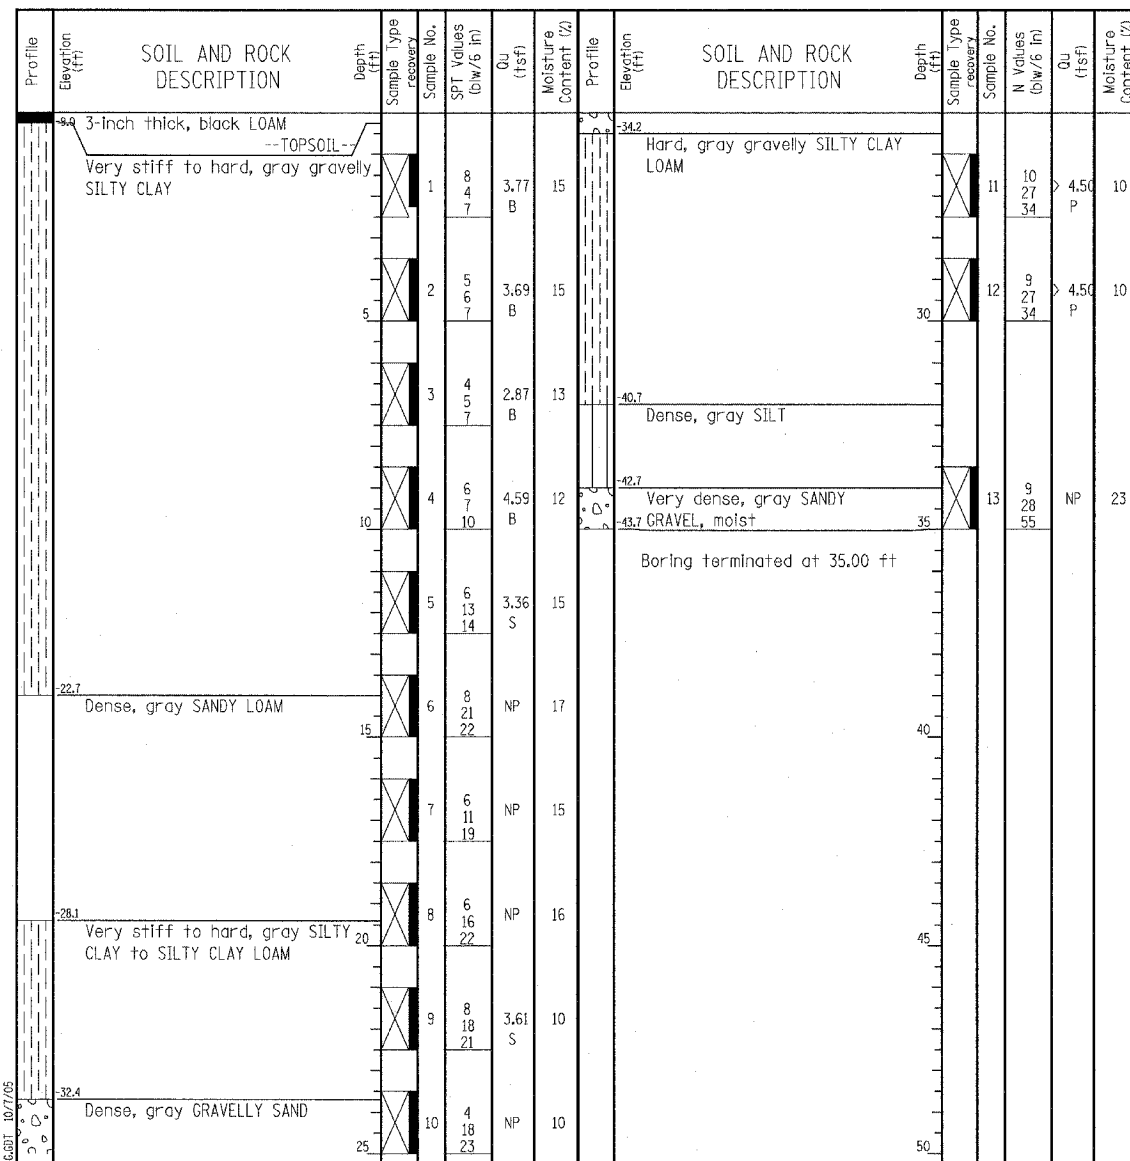 Profile
Elevation (ft)
SOIL AND ROCK DESCRIPTION
Depth (ft)
Sample Type recovery
Sample No.
SPT Values (blw/6 in)
Qu (tsf)
Moisture Content (%)
-9.0 3-inch thick, black LOAM
--TOPSOIL--
Very stiff to hard, gray gravelly
SILTY CLAY
1 8 4 7 3.77 B 15
2 5 6 7 3.69 B 15
5
3 4 5 7 2.87 B 13
4 6 7 10 4.59 B 12
10
5 6 13 14 3.36 S 15
-22.7
Dense, gray SANDY LOAM
6 8 21 22 NP 17
15
7 6 11 19 NP 15
-28.1
8 6 16 22 NP 16
Very stiff to hard, gray SILTY
20
CLAY to SILTY CLAY LOAM
9 8 18 21 3.61 S 10
-32.4
Dense, gray GRAVELLY SAND
10 4 18 23 NP 10
25
Profile
Elevation (ft)
SOIL AND ROCK DESCRIPTION
Depth (ft)
Sample Type recovery
Sample No.
N Values (blw/6 in)
Qu (tsf)
Moisture Content (%)
-34.2
Hard, gray gravelly SILTY CLAY
LOAM
11 10 27 34 > 4.50 P 10
12 9 27 34 > 4.50 P 10
30
-40.7
Dense, gray SILT
-42.7
Very dense, gray SANDY
13 9 28 55 NP 23
-43.7 GRAVEL, moist
35
Boring terminated at 35.00 ft
40
45
50
G.GDT 10/7/05